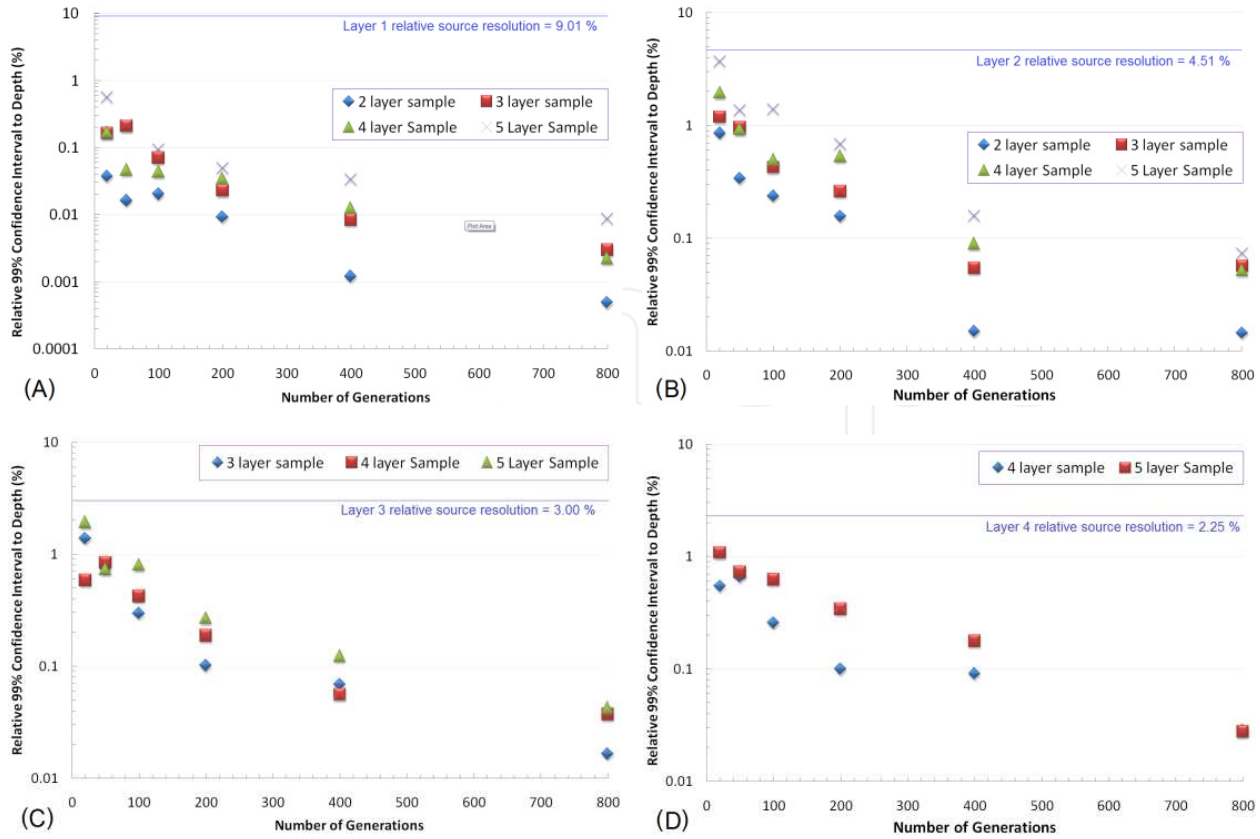 Relative 99% Confidence Interval to Depth (%)
10
1
0.1
0.01
0.001
0.0001
Layer 1 relative source resolution = 9.01 %
2 layer sample
3 layer sample
4 layer Sample
5 Layer Sample
Plot Area
0 100 200 300 400 500 600 700 800
Number of Generations
(A)
Relative 99% Confidence Interval to Depth (%)
10
1
0.1
0.01
Layer 2 relative source resolution = 4.51 %
2 layer sample
3 layer sample
4 layer Sample
5 Layer Sample
0 100 200 300 400 500 600 700 800
Number of Generations
(B)
Relative 99% Confidence Interval to Depth (%)
10
1
0.1
0.01
3 layer sample 4 layer Sample 5 Layer Sample
Layer 3 relative source resolution = 3.00 %
0 100 200 300 400 500 600 700 800
Number of Generations
(C)
Relative 99% Confidence Interval to Depth (%)
10
1
0.1
0.01
4 layer sample 5 layer Sample
Layer 4 relative source resolution = 2.25 %
0 100 200 300 400 500 600 700 800
Number of Generations
(D)